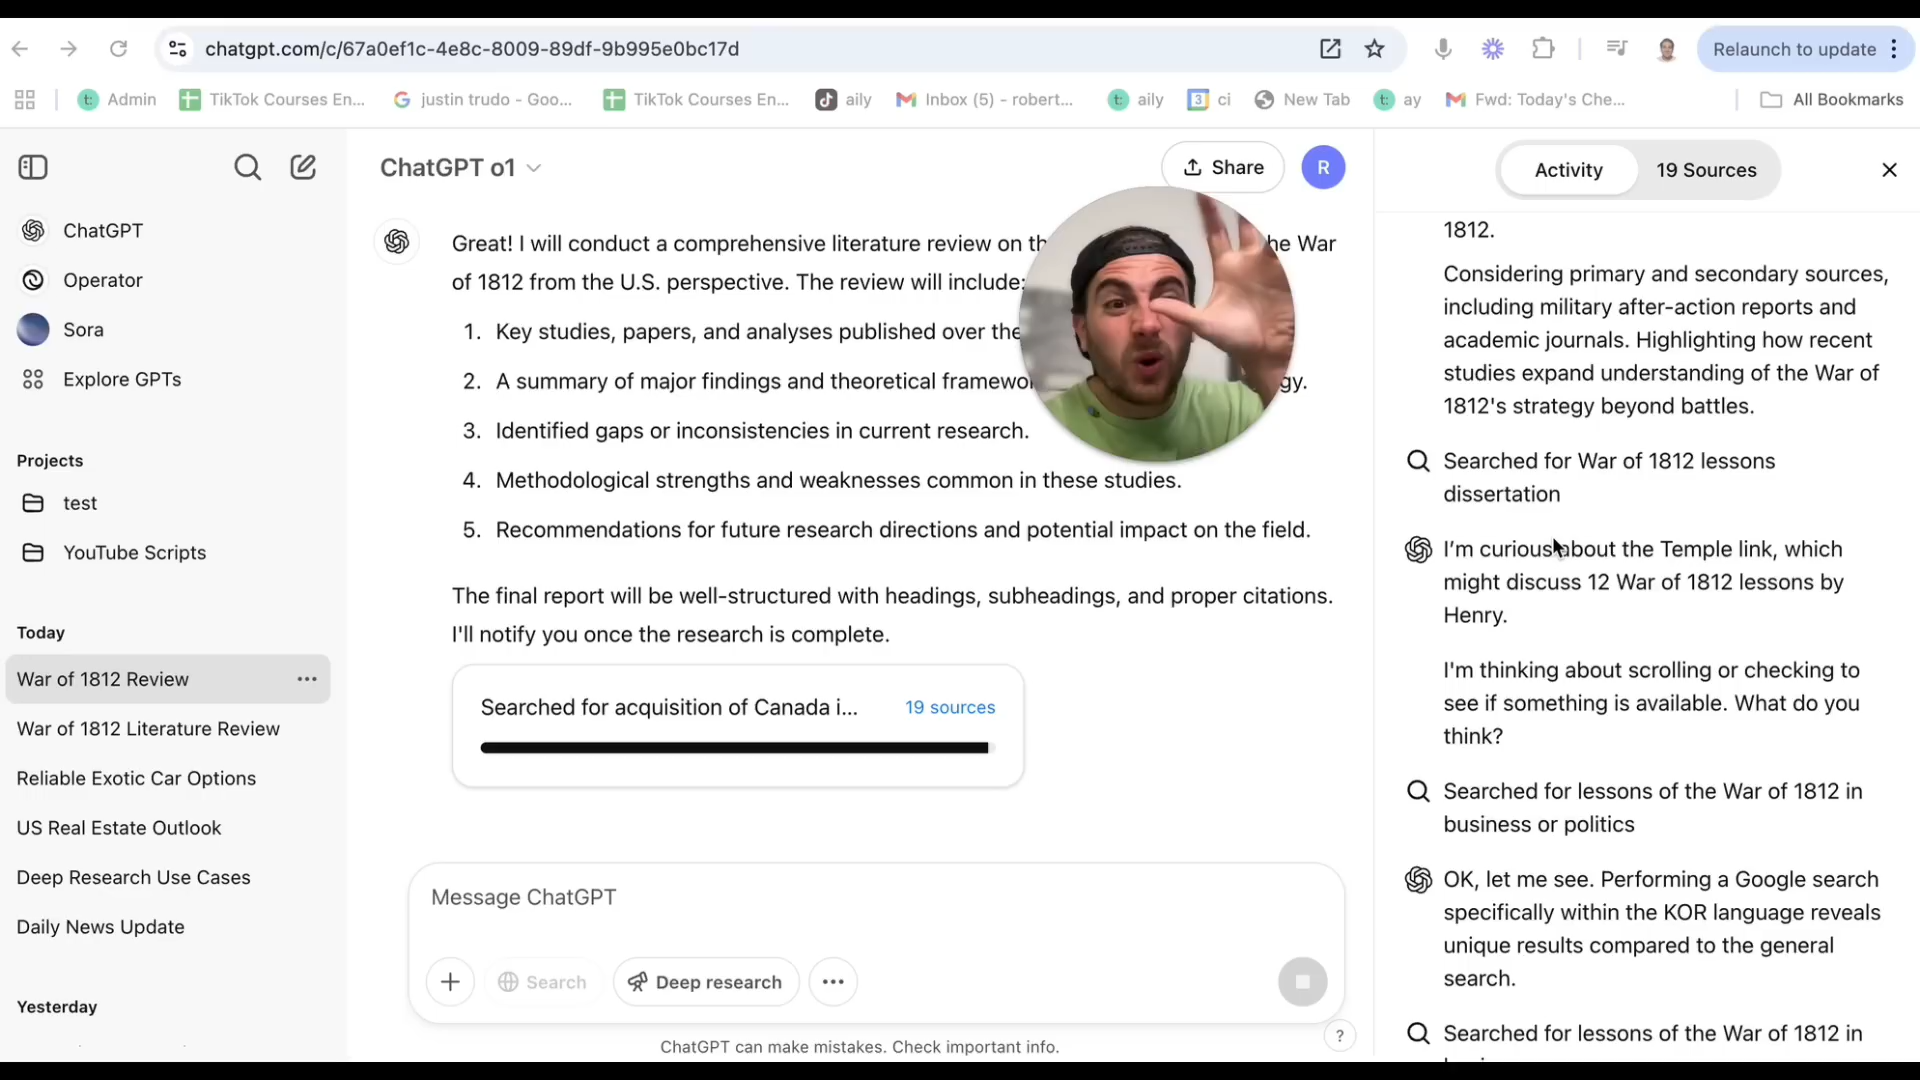 chatgpt.com/c/67a0ef1c-4e8c-8009-89df-9b995e0bc17d
Relaunch to update
Admin
TikTok Courses En...
justin trudo - Goo...
TikTok Courses En...
aily
Inbox (5) - robert...
aily
3
ci
New Tab
ay
Fwd: Today's Che...
All Bookmarks
ChatGPT
Operator
Sora
Explore GPTs
Projects
test
YouTube Scripts
Today
War of 1812 Review
War of 1812 Literature Review
Reliable Exotic Car Options
US Real Estate Outlook
Deep Research Use Cases
Daily News Update
Yesterday
ChatGPT o1
Share
R
Great! I will conduct a comprehensive literature review on the War
of 1812 from the U.S. perspective. The review will include:
1. Key studies, papers, and analyses published over the
2. A summary of major findings and theoretical gy.
3. Identified gaps or inconsistencies in current research.
4. Methodological strengths and weaknesses common in these studies.
5. Recommendations for future research directions and potential impact on the field.
The final report will be well-structured with headings, subheadings, and proper citations.
I'll notify you once the research is complete.
Searched for acquisition of Canada i... 19 sources
Message ChatGPT
Search
Deep research
ChatGPT can make mistakes. Check important info.
?
Activity
19 Sources
1812.
Considering primary and secondary sources,
including military after-action reports and
academic journals. Highlighting how recent
studies expand understanding of the War of
1812's strategy beyond battles.
Searched for War of 1812 lessons
dissertation
I'm curious about the Temple link, which
might discuss 12 War of 1812 lessons by
Henry.
I'm thinking about scrolling or checking to
see if something is available. What do you
think?
Searched for lessons of the War of 1812 in
business or politics
OK, let me see. Performing a Google search
specifically within the KOR language reveals
unique results compared to the general
search.
Searched for lessons of the War of 1812 in